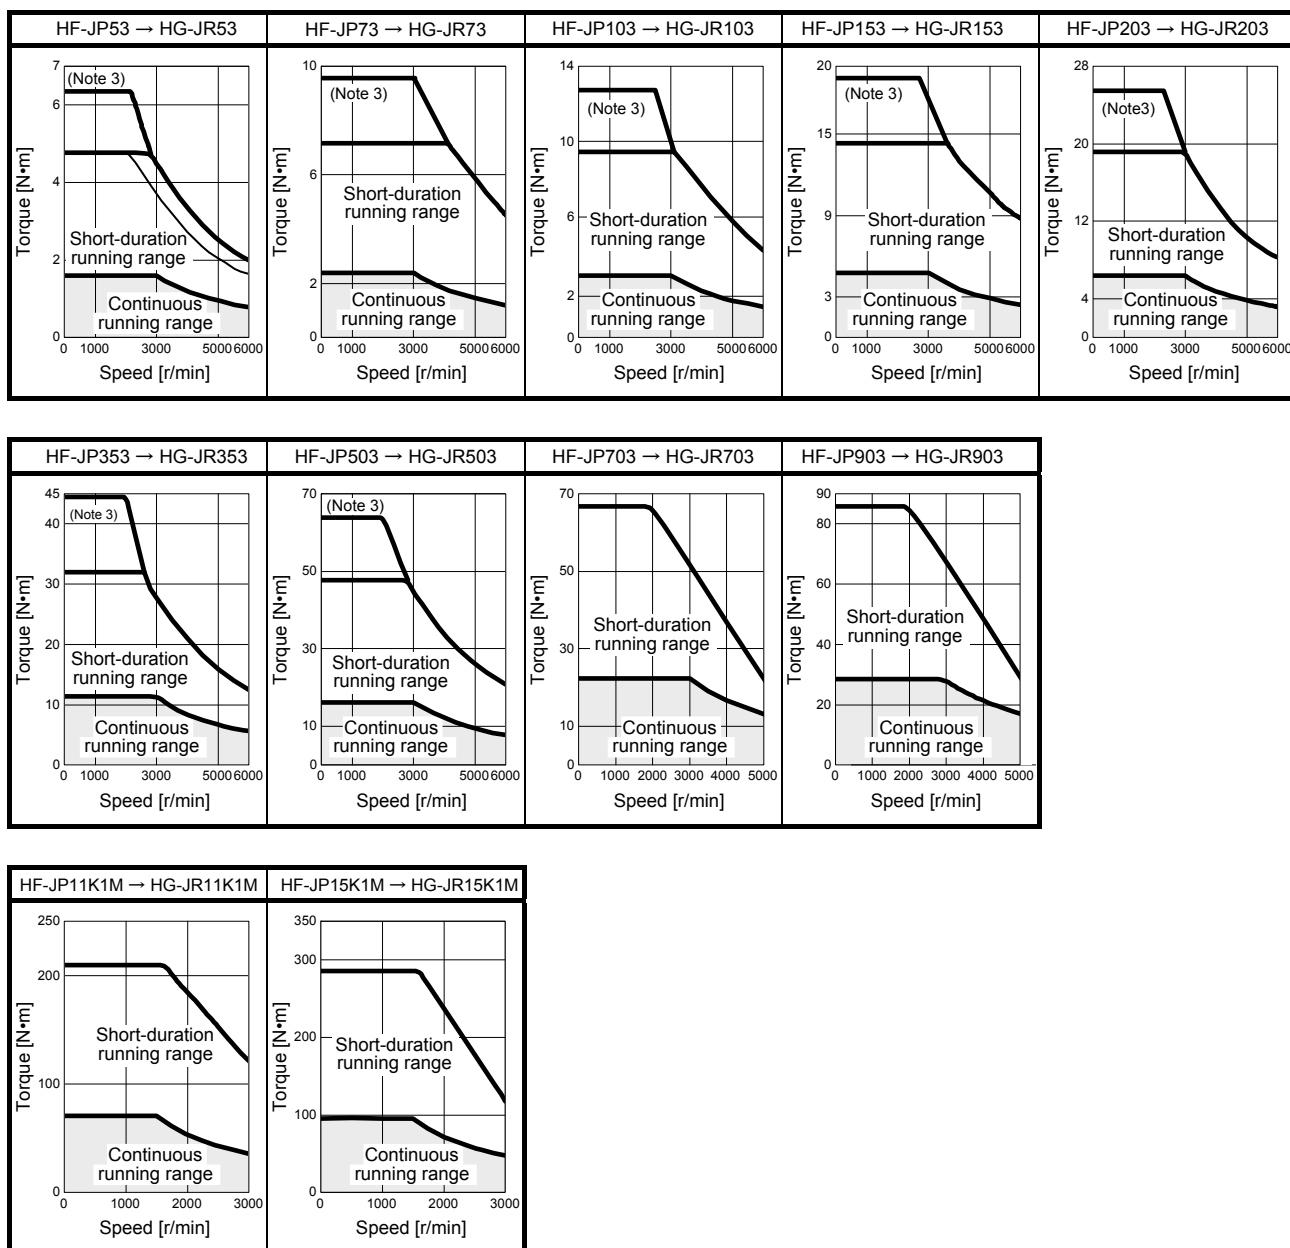 HF-JP53 → HG-JR53
HF-JP73 → HG-JR73
HF-JP103 → HG-JR103
HF-JP153 → HG-JR153
HF-JP203 → HG-JR203
7
6
4
2
0
(Note 3)
Torque [N•m]
Short-duration
running range
Continuous
running range
0 1000 3000 5000 6000
Speed [r/min]
10
6
2
0
(Note 3)
Torque [N•m]
Short-duration
running range
Continuous
running range
0 1000 3000 5000 6000
Speed [r/min]
14
10
6
2
0
(Note 3)
Torque [N•m]
Short-duration
running range
Continuous
running range
0 1000 3000 5000 6000
Speed [r/min]
20
15
9
3
0
(Note 3)
Torque [N•m]
Short-duration
running range
Continuous
running range
0 1000 3000 5000 6000
Speed [r/min]
28
20
12
4
0
(Note3)
Torque [N•m]
Short-duration
running range
Continuous
running range
0 1000 3000 5000 6000
Speed [r/min]
HF-JP353 → HG-JR353
HF-JP503 → HG-JR503
HF-JP703 → HG-JR703
HF-JP903 → HG-JR903
45
40
30
20
10
0
(Note 3)
Torque [N•m]
Short-duration
running range
Continuous
running range
0 1000 3000 5000 6000
Speed [r/min]
70
50
30
10
0
(Note 3)
Torque [N•m]
Short-duration
running range
Continuous
running range
0 1000 3000 5000 6000
Speed [r/min]
70
50
30
10
0
Torque [N•m]
Short-duration
running range
Continuous
running range
0 1000 2000 3000 4000 5000
Speed [r/min]
90
80
60
40
20
0
Torque [N•m]
Short-duration
running range
Continuous
running range
0 1000 2000 3000 4000 5000
Speed [r/min]
HF-JP11K1M → HG-JR11K1M
HF-JP15K1M → HG-JR15K1M
250
200
100
0
Torque [N•m]
Short-duration
running range
Continuous
running range
0 1000 2000 3000
Speed [r/min]
350
300
200
100
0
Torque [N•m]
Short-duration
running range
Continuous
running range
0 1000 2000 3000
Speed [r/min]